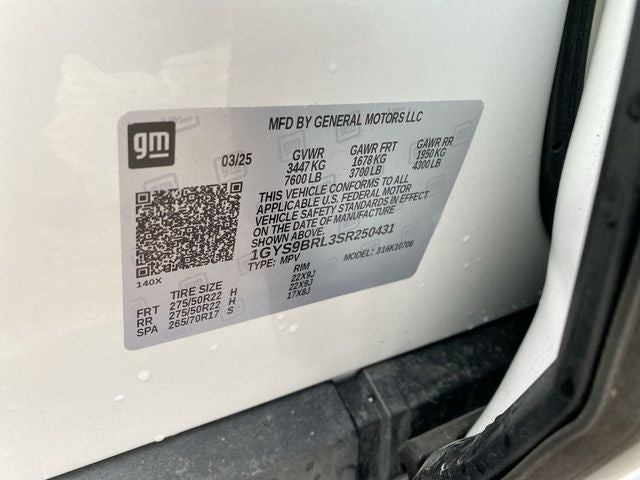 MFD BY GENERAL MOTORS LLC
gm
03/25 GVWR GAWR FRT GAWR RR
3447 KG 1678 KG 1950 KG
7600 LB 3700 LB 4300 LB
THIS VEHICLE CONFORMS TO ALL
APPLICABLE U.S. FEDERAL MOTOR
VEHICLE SAFETY STANDARDS IN EFFECT
ON THE DATE OF MANUFACTURE
SHOWN ABOVE.
1GYS9BRL3SR250431
TYPE: MPV MODEL: 316K10706
140X
TIRE SIZE RIM
FRT 275/50R22 H 22X9J
RR 275/50R22 H 22X9J
SPA 265/70R17 S 17X8J